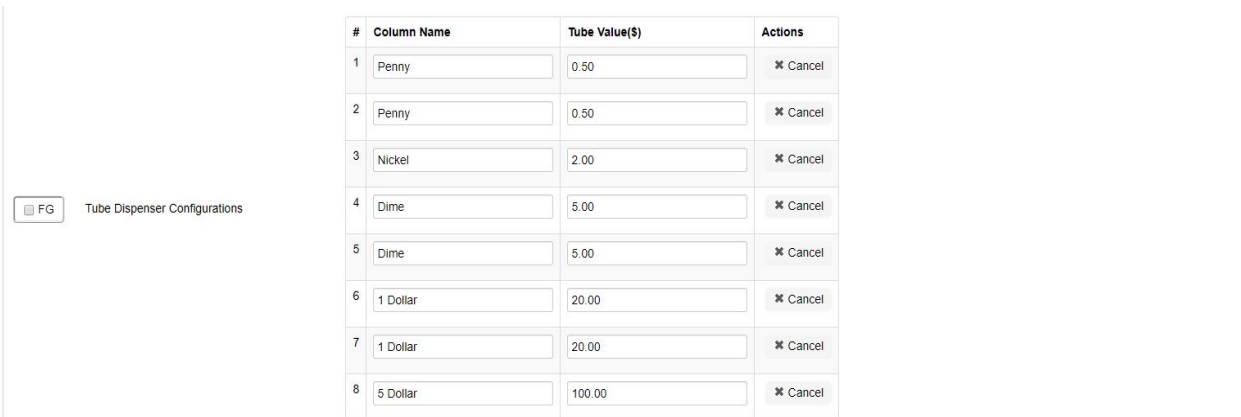 # Column Name Tube Value($) Actions
1 Penny 0.50 ✖ Cancel
2 Penny 0.50 ✖ Cancel
3 Nickel 2.00 ✖ Cancel
FG Tube Dispenser Configurations
4 Dime 5.00 ✖ Cancel
5 Dime 5.00 ✖ Cancel
6 1 Dollar 20.00 ✖ Cancel
7 1 Dollar 20.00 ✖ Cancel
8 5 Dollar 100.00 ✖ Cancel